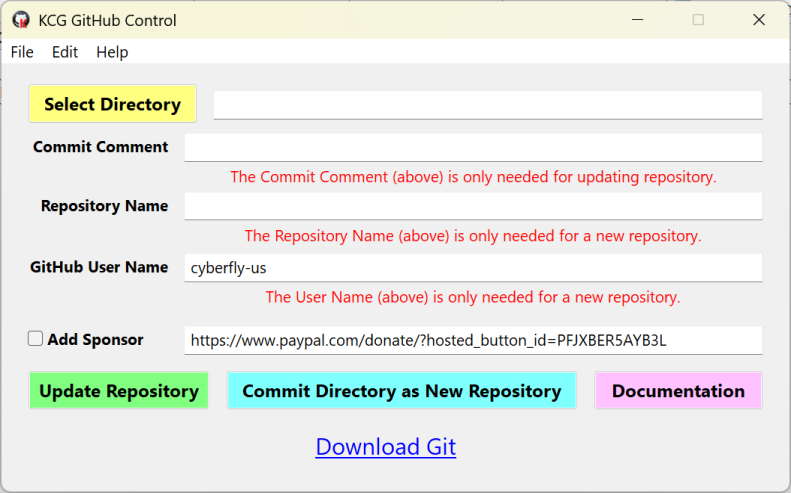 KCG GitHub Control
File Edit Help
Select Directory
Commit Comment
The Commit Comment (above) is only needed for updating repository.
Repository Name
The Repository Name (above) is only needed for a new repository.
GitHub User Name cyberfly-us
The User Name (above) is only needed for a new repository.
Add Sponsor https://www.paypal.com/donate/?hosted_button_id=PFJXBER5AYB3L
Update Repository Commit Directory as New Repository Documentation
Download Git